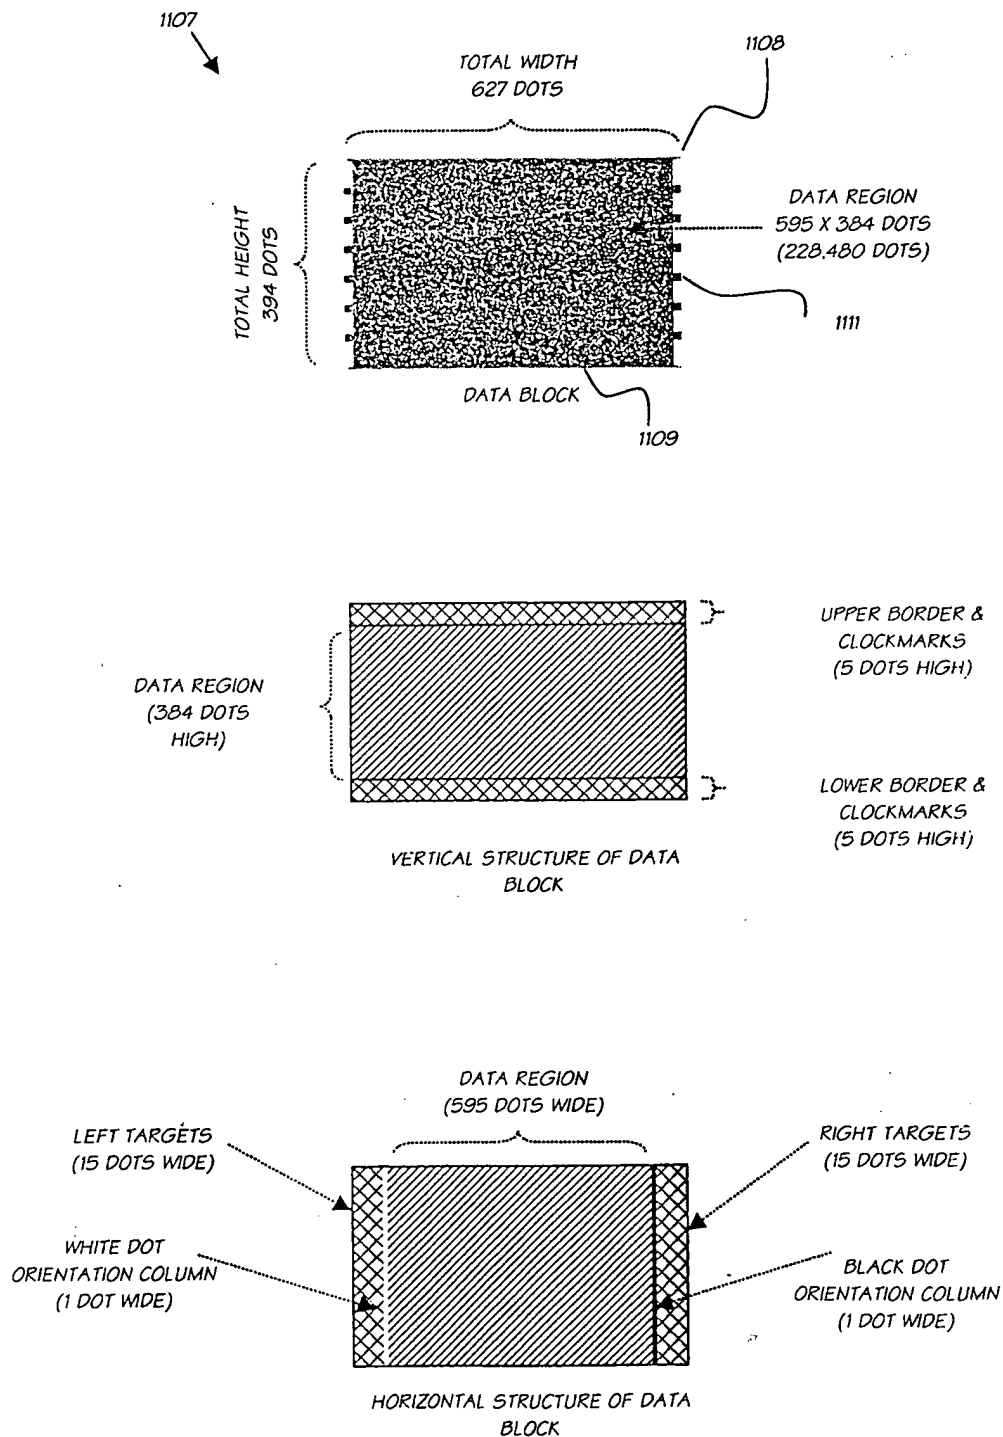 1107
1108
TOTAL WIDTH
627 DOTS
TOTAL HEIGHT
394 DOTS
DATA REGION
595 X 384 DOTS
(228.480 DOTS)
1111
DATA BLOCK
1109
UPPER BORDER &
CLOCKMARKS
(5 DOTS HIGH)
DATA REGION
(384 DOTS
HIGH)
LOWER BORDER &
CLOCKMARKS
(5 DOTS HIGH)
VERTICAL STRUCTURE OF DATA
BLOCK
DATA REGION
(595 DOTS WIDE)
LEFT TARGETS
(15 DOTS WIDE)
RIGHT TARGETS
(15 DOTS WIDE)
WHITE DOT
ORIENTATION COLUMN
(1 DOT WIDE)
BLACK DOT
ORIENTATION COLUMN
(1 DOT WIDE)
HORIZONTAL STRUCTURE OF DATA
BLOCK